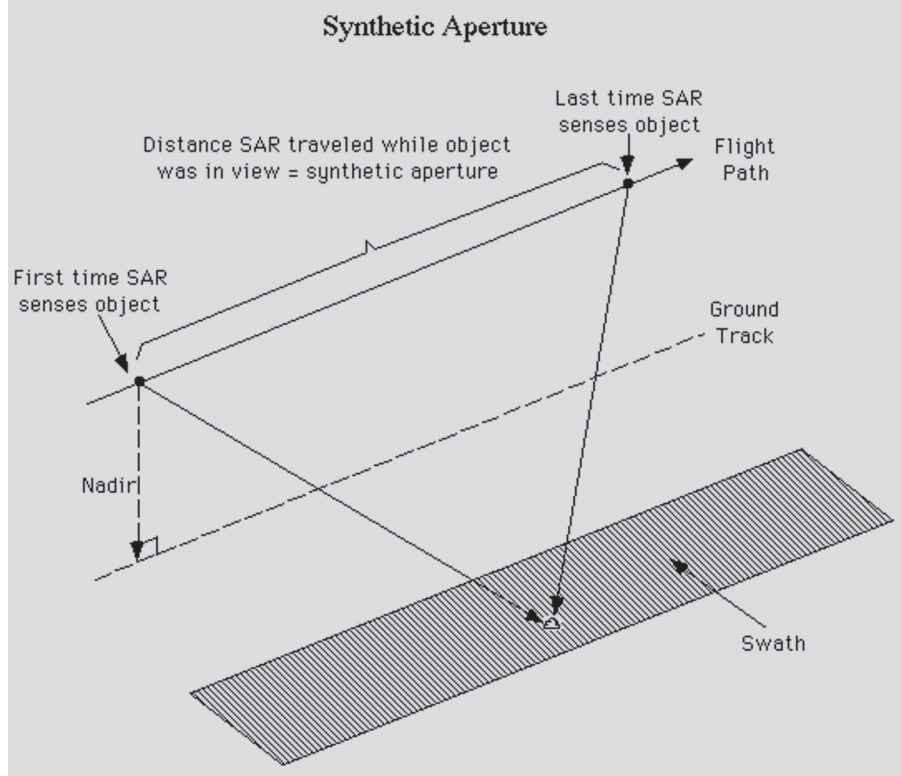 Synthetic Aperture
Last time SAR
senses object
Distance SAR traveled while object
was in view = synthetic aperture
Flight
Path
First time SAR
senses object
Ground
Track
Nadir
Swath